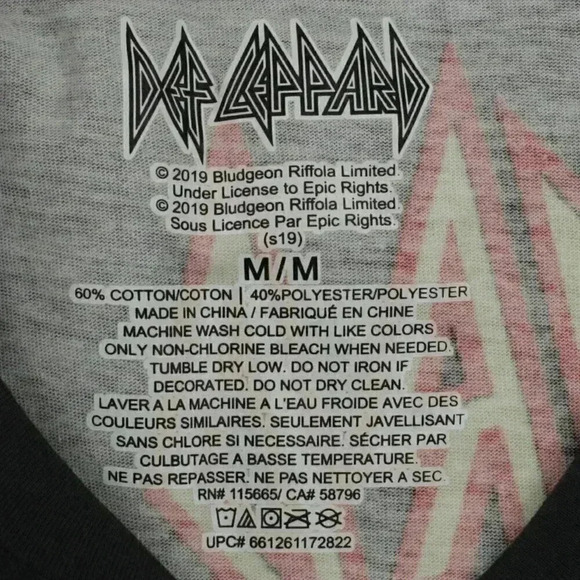 DEF LEPPARD
© 2019 Bludgeon Riffola Limited.
Under License to Epic Rights.
© 2019 Bludgeon Riffola Limited.
Sous Licence Par Epic Rights.
(s19)
M/M
60% COTTON/COTON | 40%POLYESTER/POLYESTER
MADE IN CHINA / FABRIQUÉ EN CHINE
MACHINE WASH COLD WITH LIKE COLORS
ONLY NON-CHLORINE BLEACH WHEN NEEDED.
TUMBLE DRY LOW. DO NOT IRON IF
DECORATED. DO NOT DRY CLEAN.
LAVER A LA MACHINE A L'EAU FROIDE AVEC DES
COULEURS SIMILAIRES. SEULEMENT JAVELLISANT
SANS CHLORE SI NECESSAIRE. SÉCHER PAR
CULBUTAGE A BASSE TEMPERATURE.
NE PAS REPASSER. NE PAS NETTOYER A SEC.
RN# 115665/ CA# 58796
UPC# 661261172822